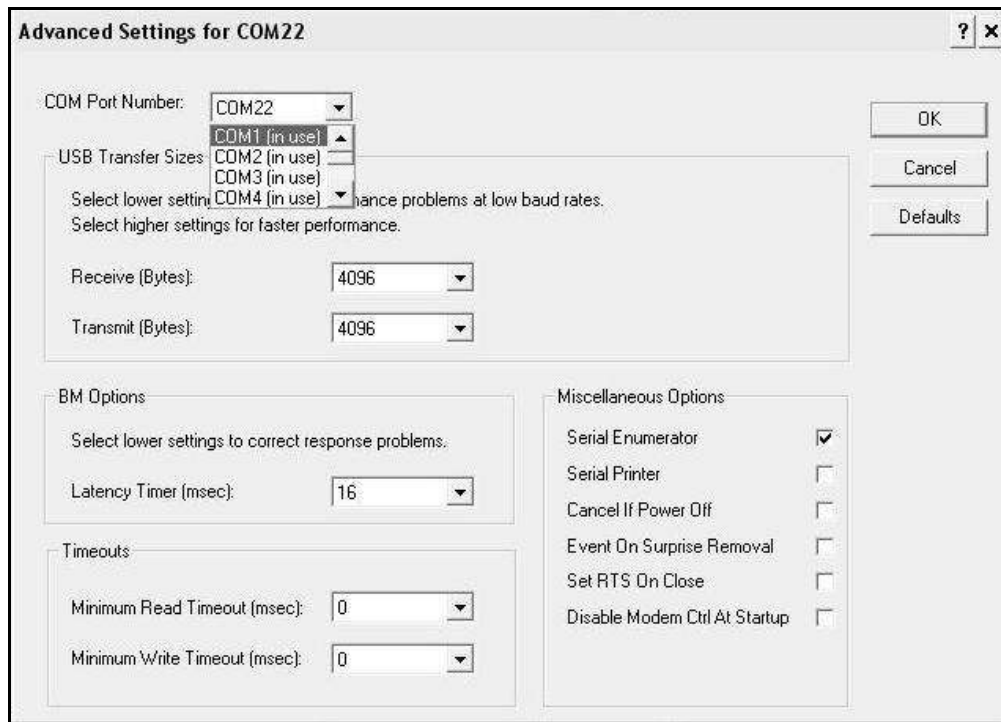 Advanced Settings for COM22
? ×
COM Port Number: COM22
COM1 (in use)
COM2 (in use)
COM3 (in use)
COM4 (in use)
OK
Cancel
Defaults
USB Transfer Sizes
Select lower settin mance problems at low baud rates.
Select higher settings for faster performance.
Receive (Bytes): 4096
Transmit (Bytes): 4096
BM Options
Select lower settings to correct response problems.
Latency Timer (msec): 16
Timeouts
Minimum Read Timeout (msec): 0
Minimum Write Timeout (msec): 0
Miscellaneous Options
Serial Enumerator
Serial Printer
Cancel If Power Off
Event On Surprise Removal
Set RTS On Close
Disable Modem Ctrl At Startup